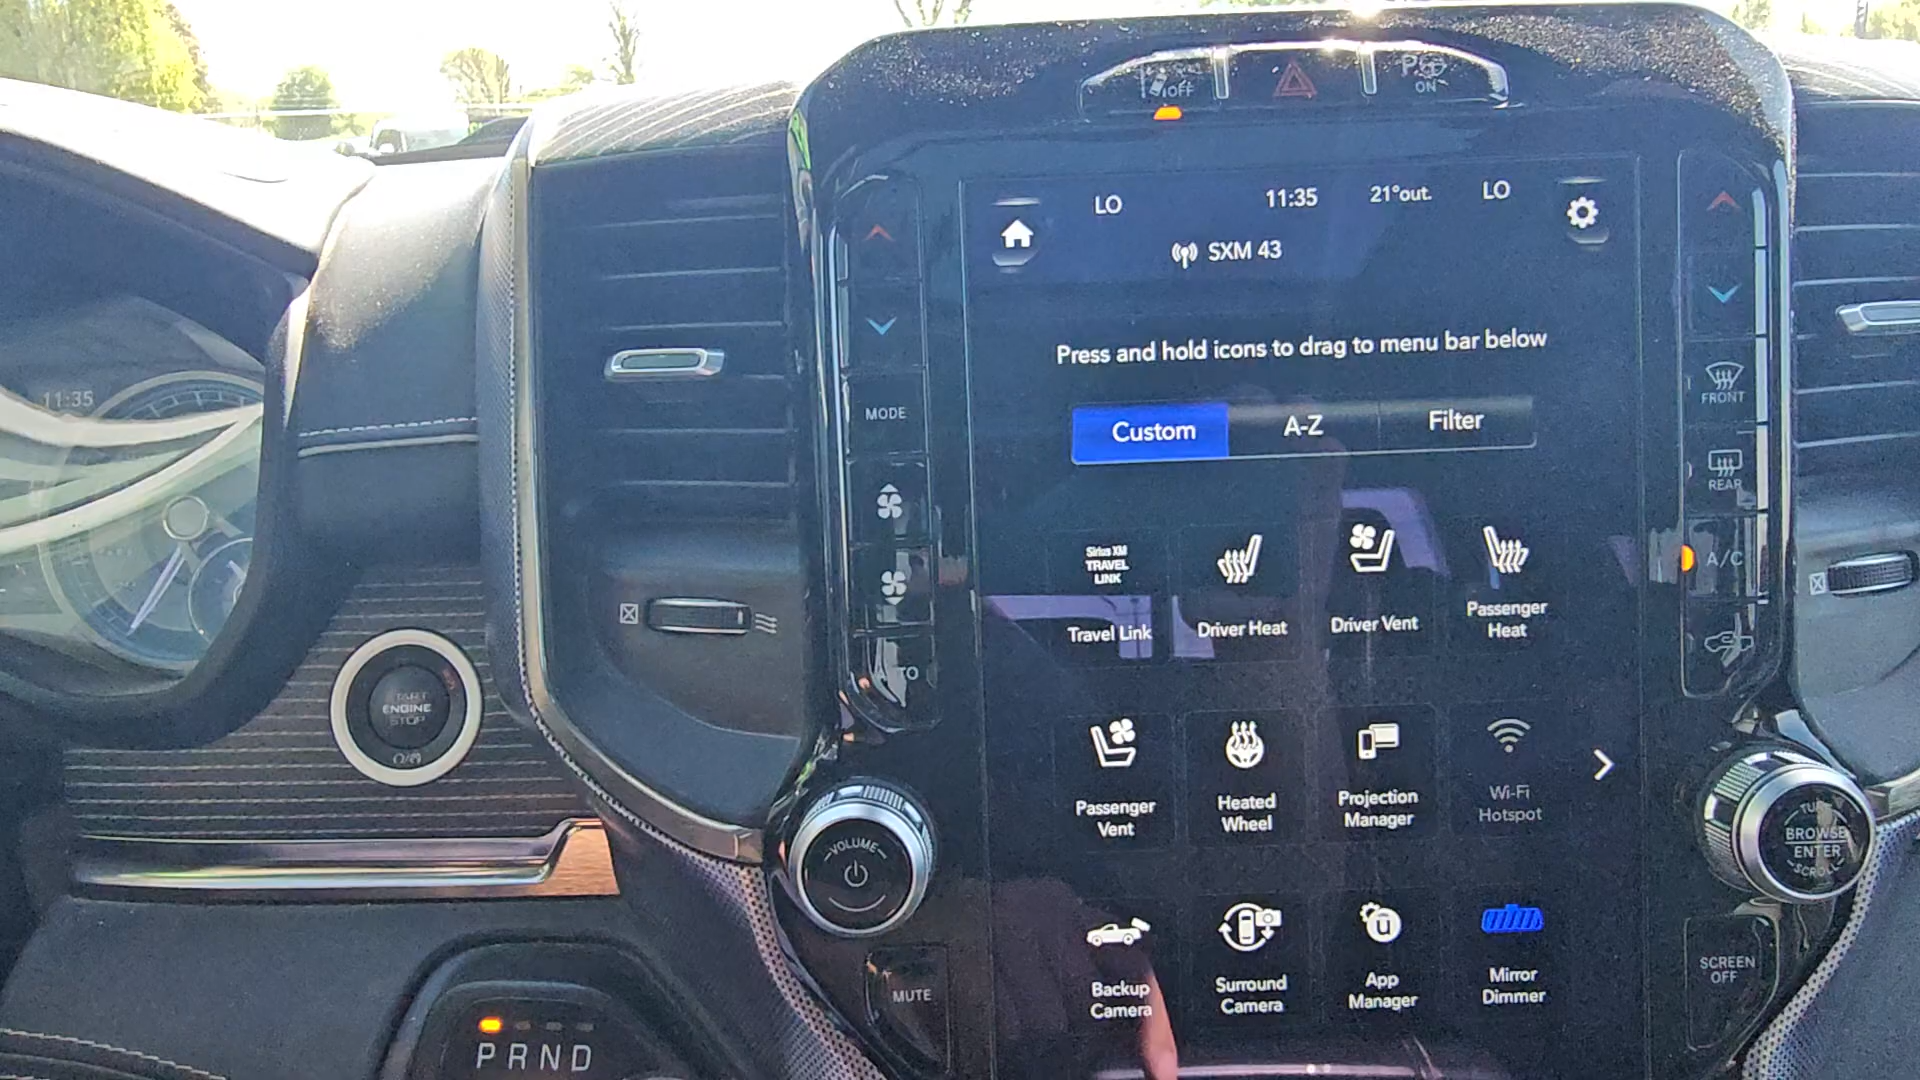 OFF
P
ON
LO
11:35
21°out.
LO
SXM 43
Press and hold icons to drag to menu bar below
Custom
A-Z
Filter
MODE
FRONT
REAR
A/C
11:35
Sirius XM
TRAVEL
LINK
Travel Link
Driver Heat
Driver Vent
Passenger
Heat
START
ENGINE
STOP
Passenger
Vent
Heated
Wheel
Projection
Manager
Wi-Fi
Hotspot
VOLUME
BROWSE
ENTER
SCROLL
Backup
Camera
Surround
Camera
App
Manager
Mirror
Dimmer
MUTE
SCREEN
OFF
P R N D